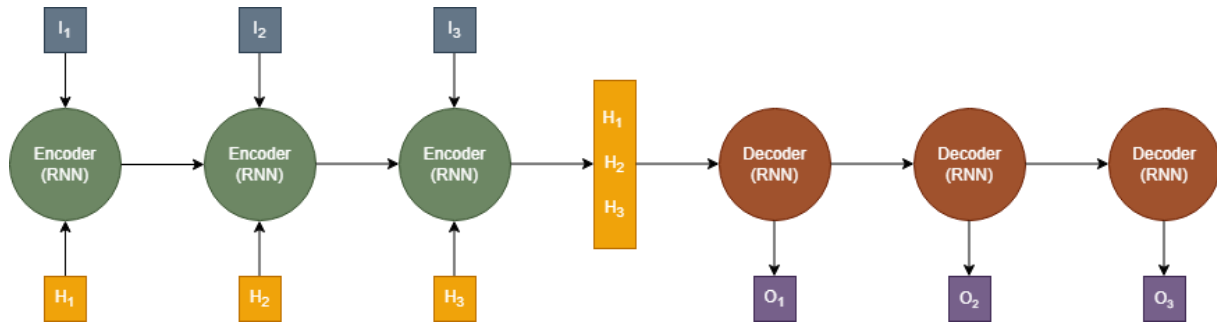 I₁
I₂
I₃
Encoder
(RNN)
Encoder
(RNN)
Encoder
(RNN)
H₁
H₂
H₃
Decoder
(RNN)
Decoder
(RNN)
Decoder
(RNN)
H₁
H₂
H₃
O₁
O₂
O₃